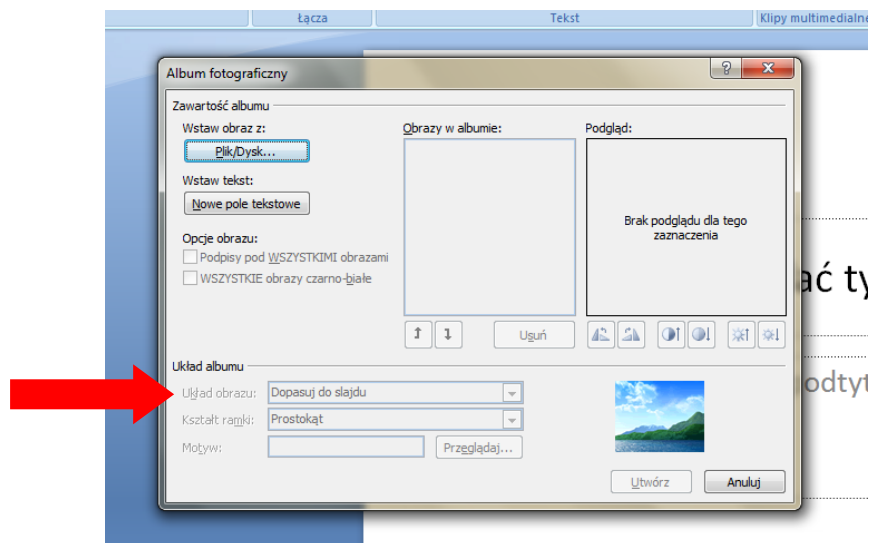 Łącza
Tekst
Klipy multimedialne
Album fotograficzny
Zawartość albumu
Wstaw obraz z:
Plik/Dysk...
Wstaw tekst:
Nowe pole tekstowe
Opcje obrazu:
Podpisy pod WSZYSTKIMI obrazami
WSZYSTKIE obrazy czarno-białe
Obrazy w albumie:
Usuń
Podgląd:
Brak podglądu dla tego
zaznaczenia
Układ albumu
Układ obrazu: Dopasuj do slajdu
Kształt ramki: Prostokąt
Motyw: Przeglądaj...
Utwórz Anuluj
ać ty
odtyt